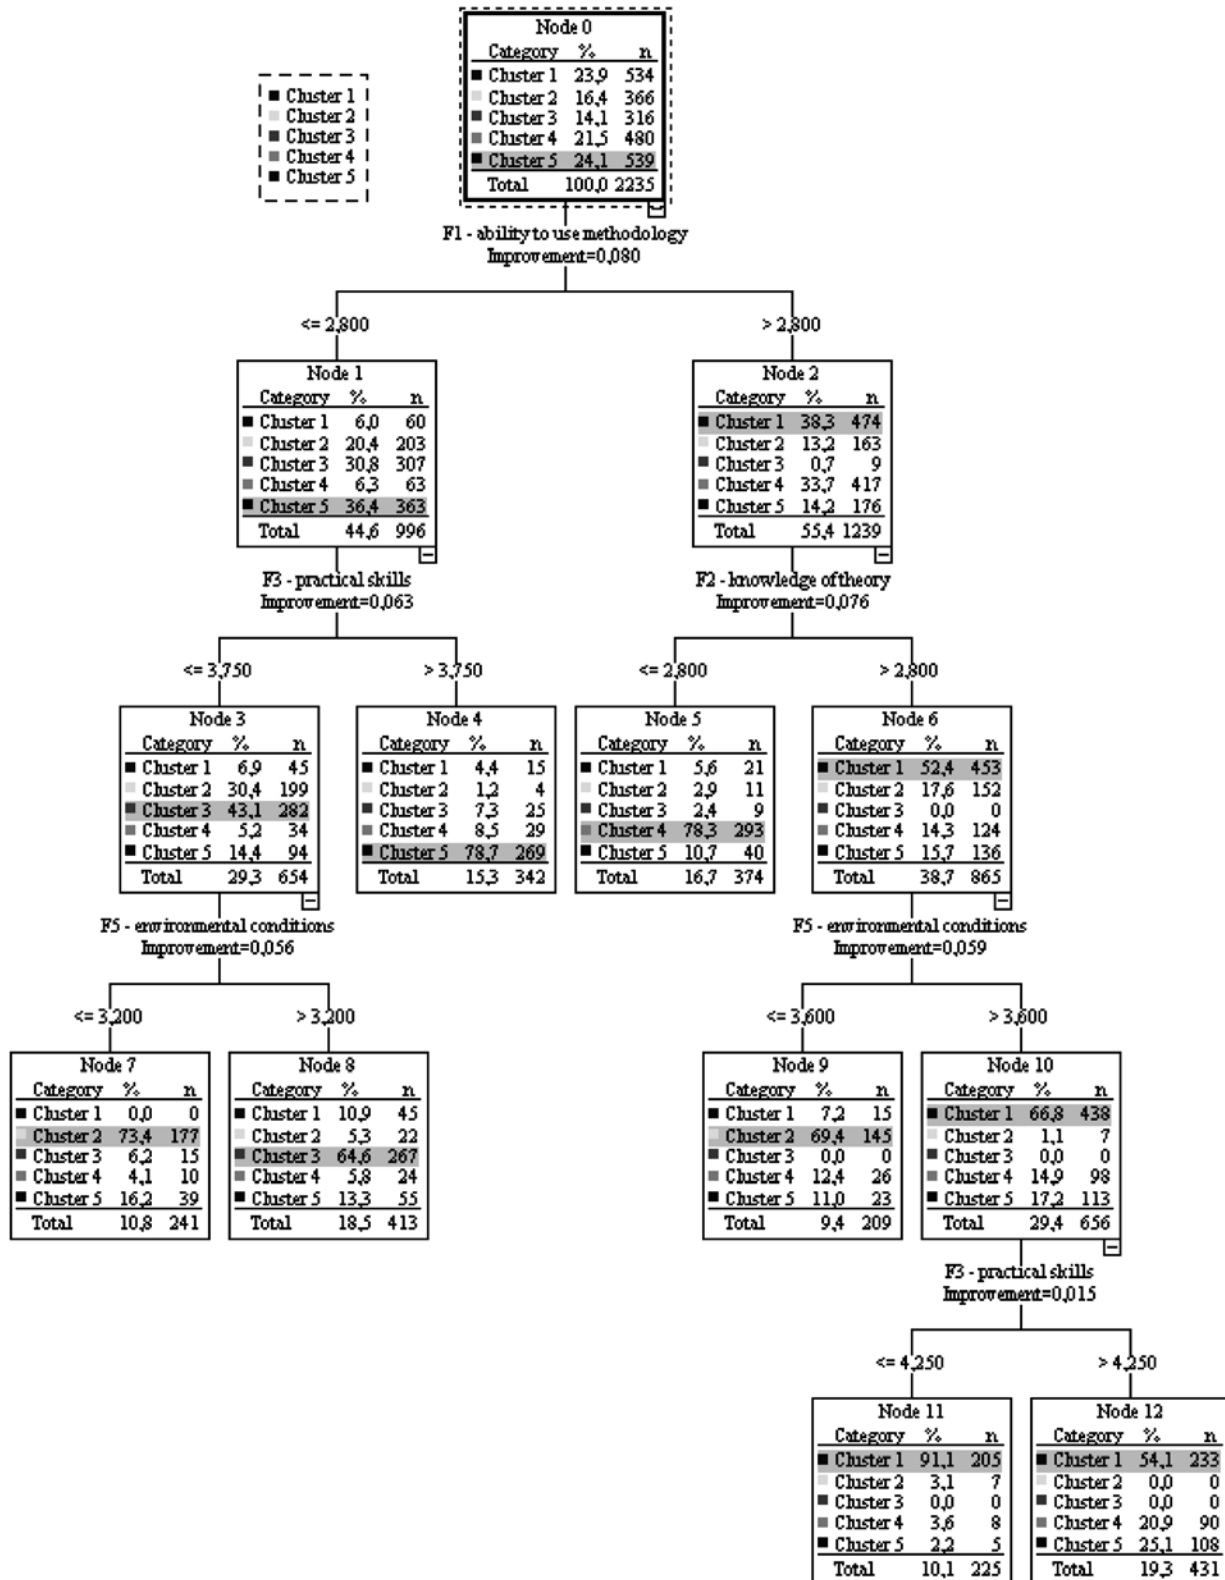 Node 0
Category % n
Cluster 1 23,9 534
Cluster 2 16,4 366
Cluster 3 14,1 316
Cluster 4 21,5 480
Cluster 5 24,1 539
Total 100,0 2235
Cluster 1
Cluster 2
Cluster 3
Cluster 4
Cluster 5
F1 - ability to use methodology
Improvement=0,080
<= 2,800
> 2,800
Node 1
Category % n
Cluster 1 6,0 60
Cluster 2 20,4 203
Cluster 3 30,8 307
Cluster 4 6,3 63
Cluster 5 36,4 363
Total 44,6 996
Node 2
Category % n
Cluster 1 38,3 474
Cluster 2 13,2 163
Cluster 3 0,7 9
Cluster 4 33,7 417
Cluster 5 14,2 176
Total 55,4 1239
F3 - practical skills
Improvement=0,063
F2 - knowledge of theory
Improvement=0,076
<= 3,750
> 3,750
<= 2,800
> 2,800
Node 3
Category % n
Cluster 1 6,9 45
Cluster 2 30,4 199
Cluster 3 43,1 282
Cluster 4 5,2 34
Cluster 5 14,4 94
Total 29,3 654
Node 4
Category % n
Cluster 1 4,4 15
Cluster 2 1,2 4
Cluster 3 7,3 25
Cluster 4 8,5 29
Cluster 5 78,7 269
Total 15,3 342
Node 5
Category % n
Cluster 1 5,6 21
Cluster 2 2,9 11
Cluster 3 2,4 9
Cluster 4 78,3 293
Cluster 5 10,7 40
Total 16,7 374
Node 6
Category % n
Cluster 1 52,4 453
Cluster 2 17,6 152
Cluster 3 0,0 0
Cluster 4 14,3 124
Cluster 5 15,7 136
Total 38,7 865
F5 - environmental conditions
Improvement=0,056
F5 - environmental conditions
Improvement=0,059
<= 3,200
> 3,200
<= 3,600
> 3,600
Node 7
Category % n
Cluster 1 0,0 0
Cluster 2 73,4 177
Cluster 3 6,2 15
Cluster 4 4,1 10
Cluster 5 16,2 39
Total 10,8 241
Node 8
Category % n
Cluster 1 10,9 45
Cluster 2 5,3 22
Cluster 3 64,6 267
Cluster 4 5,8 24
Cluster 5 13,3 55
Total 18,5 413
Node 9
Category % n
Cluster 1 7,2 15
Cluster 2 69,4 145
Cluster 3 0,0 0
Cluster 4 12,4 26
Cluster 5 11,0 23
Total 9,4 209
Node 10
Category % n
Cluster 1 66,8 438
Cluster 2 1,1 7
Cluster 3 0,0 0
Cluster 4 14,9 98
Cluster 5 17,2 113
Total 29,4 656
F3 - practical skills
Improvement=0,015
<= 4,250
> 4,250
Node 11
Category % n
Cluster 1 91,1 205
Cluster 2 3,1 7
Cluster 3 0,0 0
Cluster 4 3,6 8
Cluster 5 2,2 5
Total 10,1 225
Node 12
Category % n
Cluster 1 54,1 233
Cluster 2 0,0 0
Cluster 3 0,0 0
Cluster 4 20,9 90
Cluster 5 25,1 108
Total 19,3 431